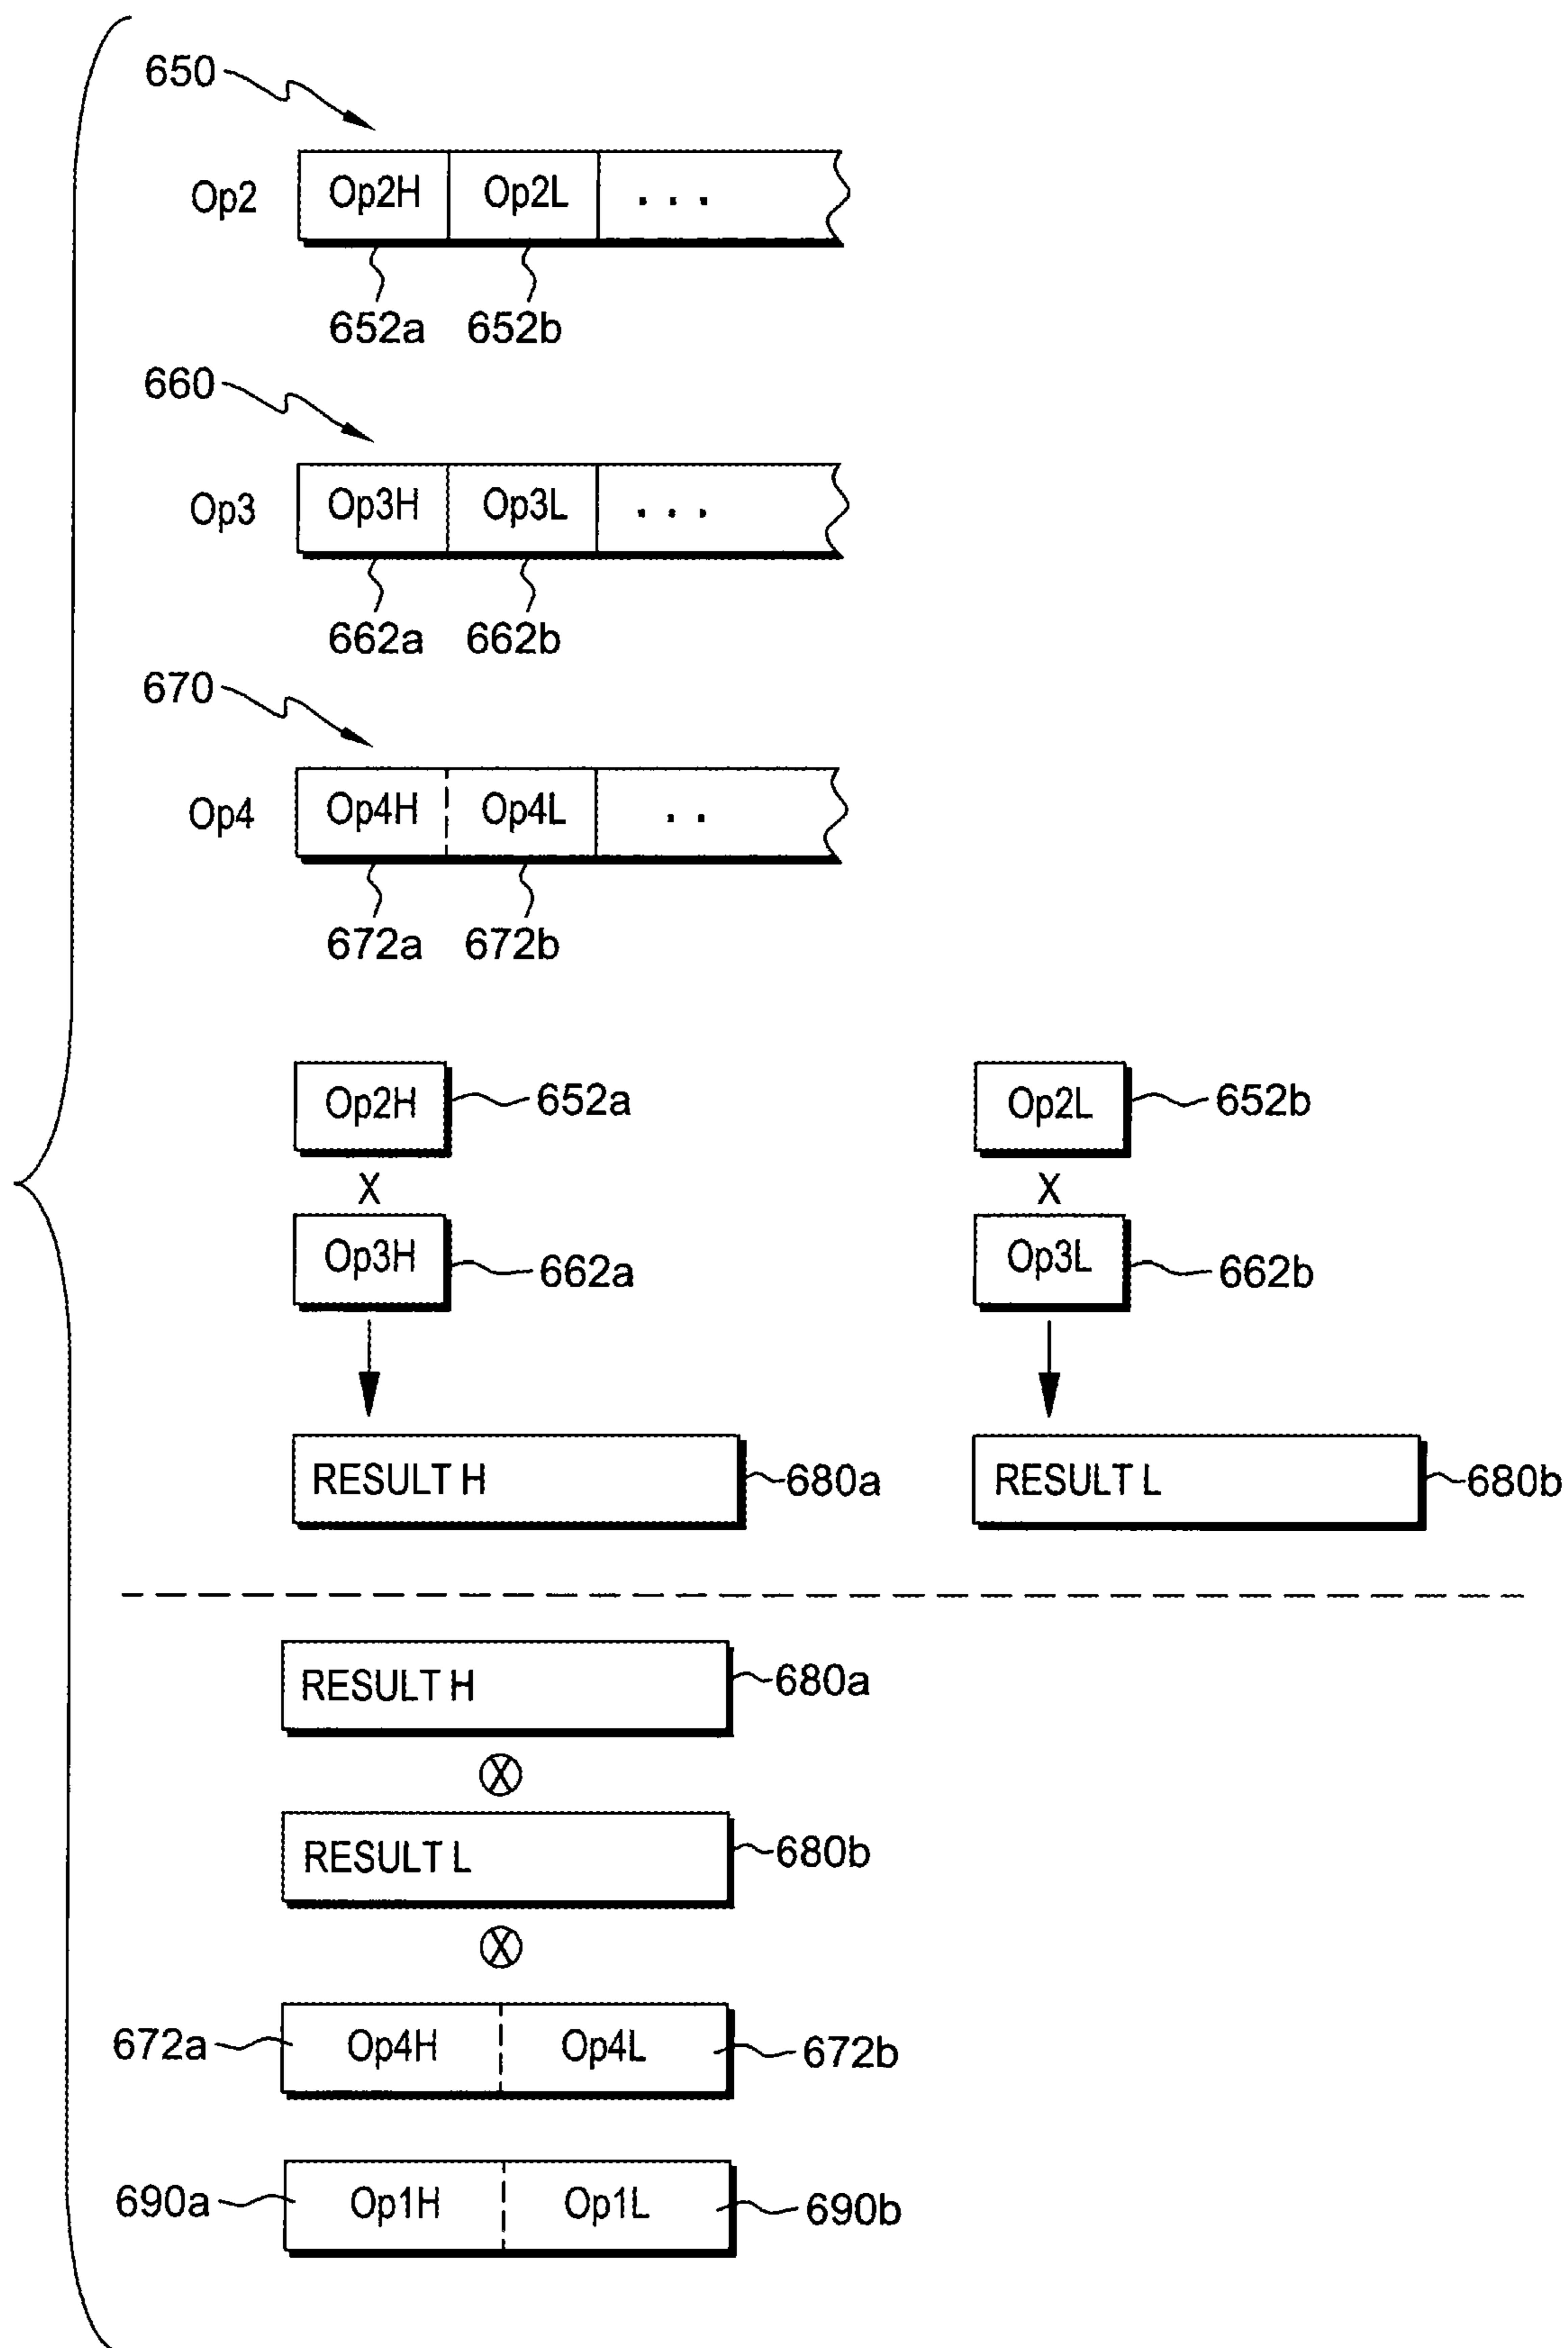 650
Op2 Op2H Op2L ...
652a 652b
660
Op3 Op3H Op3L ...
662a 662b
670
Op4 Op4H Op4L ..
672a 672b
Op2H 652a Op2L 652b
X X
Op3H 662a Op3L 662b
RESULT H 680a RESULT L 680b
RESULT H 680a
X
RESULT L 680b
X
672a Op4H Op4L 672b
690a Op1H Op1L 690b